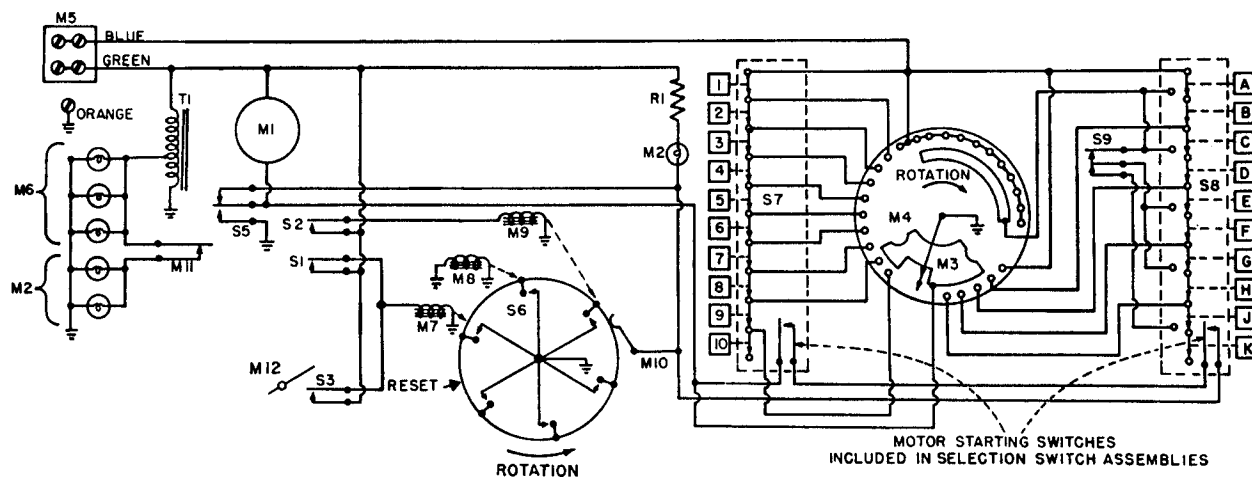 M5
BLUE
GREEN
ORANGE
T1
M1
R1
M2
M6
M2
M11
S5
S2
S1
M9
M8
M7
S6
M10
M12
S3
RESET
ROTATION
1
2
3
4
5
6
7
8
9
10
S7
ROTATION
M4
M3
S9
S8
A
B
C
D
E
F
G
H
J
K
MOTOR STARTING SWITCHES
INCLUDED IN SELECTION SWITCH ASSEMBLIES